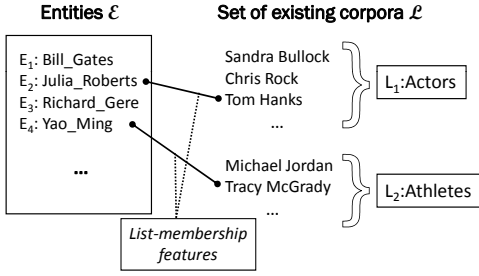 Entities ℰ
Set of existing corpora ℒ
E1: Bill_Gates
E2: Julia_Roberts
E3: Richard_Gere
E4: Yao_Ming
...
Sandra Bullock
Chris Rock
Tom Hanks
...
L1:Actors
Michael Jordan
Tracy McGrady
...
L2:Athletes
List-membership
features